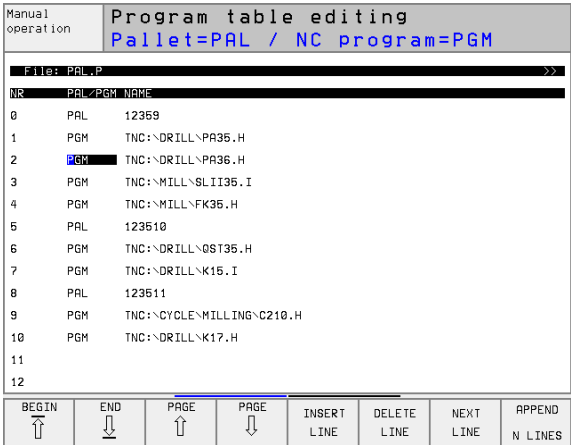 Manual operation
Program table editing
Pallet=PAL / NC program=PGM
File: PAL.P >>
NR PAL/PGM NAME
0 PAL 12359
1 PGM TNC:\DRILL\PA35.H
2 PGM TNC:\DRILL\PA36.H
3 PGM TNC:\MILL\SLII35.I
4 PGM TNC:\MILL\FK35.H
5 PAL 123510
6 PGM TNC:\DRILL\QST35.H
7 PGM TNC:\DRILL\K15.I
8 PAL 123511
9 PGM TNC:\CYCLE\MILLING\C210.H
10 PGM TNC:\DRILL\K17.H
11
12
BEGIN
END
PAGE
PAGE
INSERT LINE
DELETE LINE
NEXT LINE
APPEND N LINES